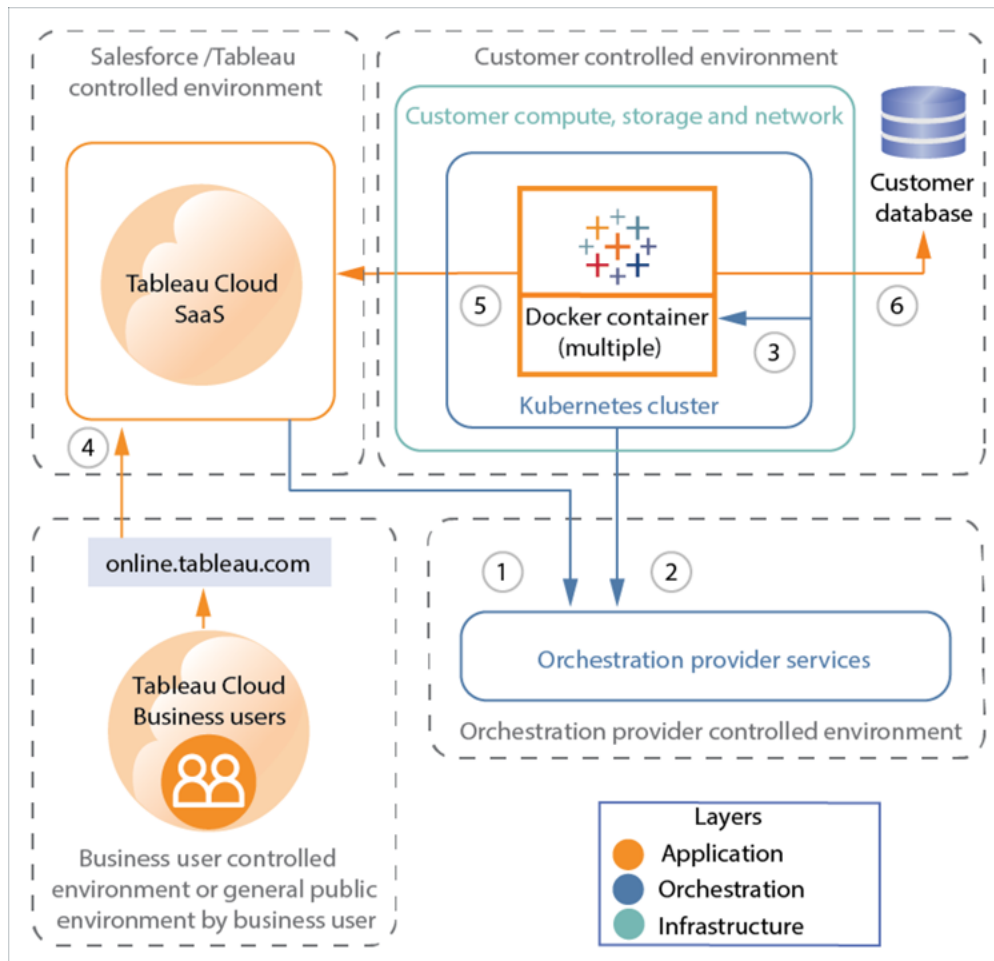 Salesforce /Tableau
controlled environment
Tableau Cloud
SaaS
4
Customer controlled environment
Customer compute, storage and network
Customer
database
5
Docker container
(multiple)
3
6
Kubernetes cluster
online.tableau.com
Tableau Cloud
Business users
Business user controlled
environment or general public
environment by business user
1
2
Orchestration provider services
Orchestration provider controlled environment
Layers
Application
Orchestration
Infrastructure